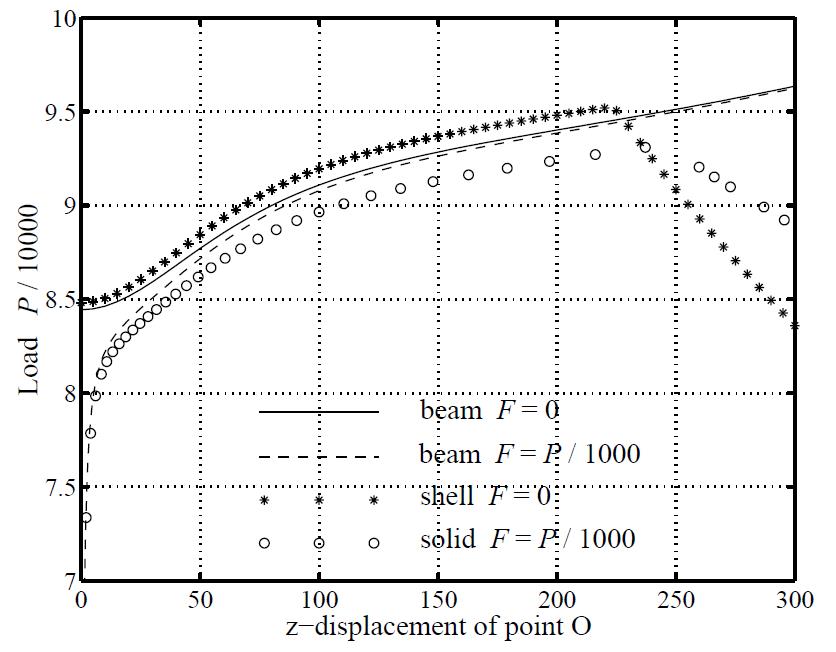 10
9.5
9
8.5
8
7.5
7
Load P / 10000
beam F = 0
beam F = P / 1000
shell F = 0
solid F = P / 1000
0 50 100 150 200 250 300
z−displacement of point O